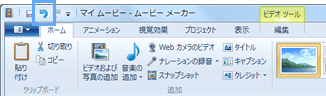 マイ ムービー - ムービー メーカー
ビデオ ツール
ホーム アニメーション 視覚効果 プロジェクト 表示 編集
貼り付け
切り取り
コピー
クリップボード
ビデオおよび写真の追加
音楽の追加
Web カメラのビデオ
ナレーションの録音
スナップショット
タイトル
キャプション
クレジット
追加